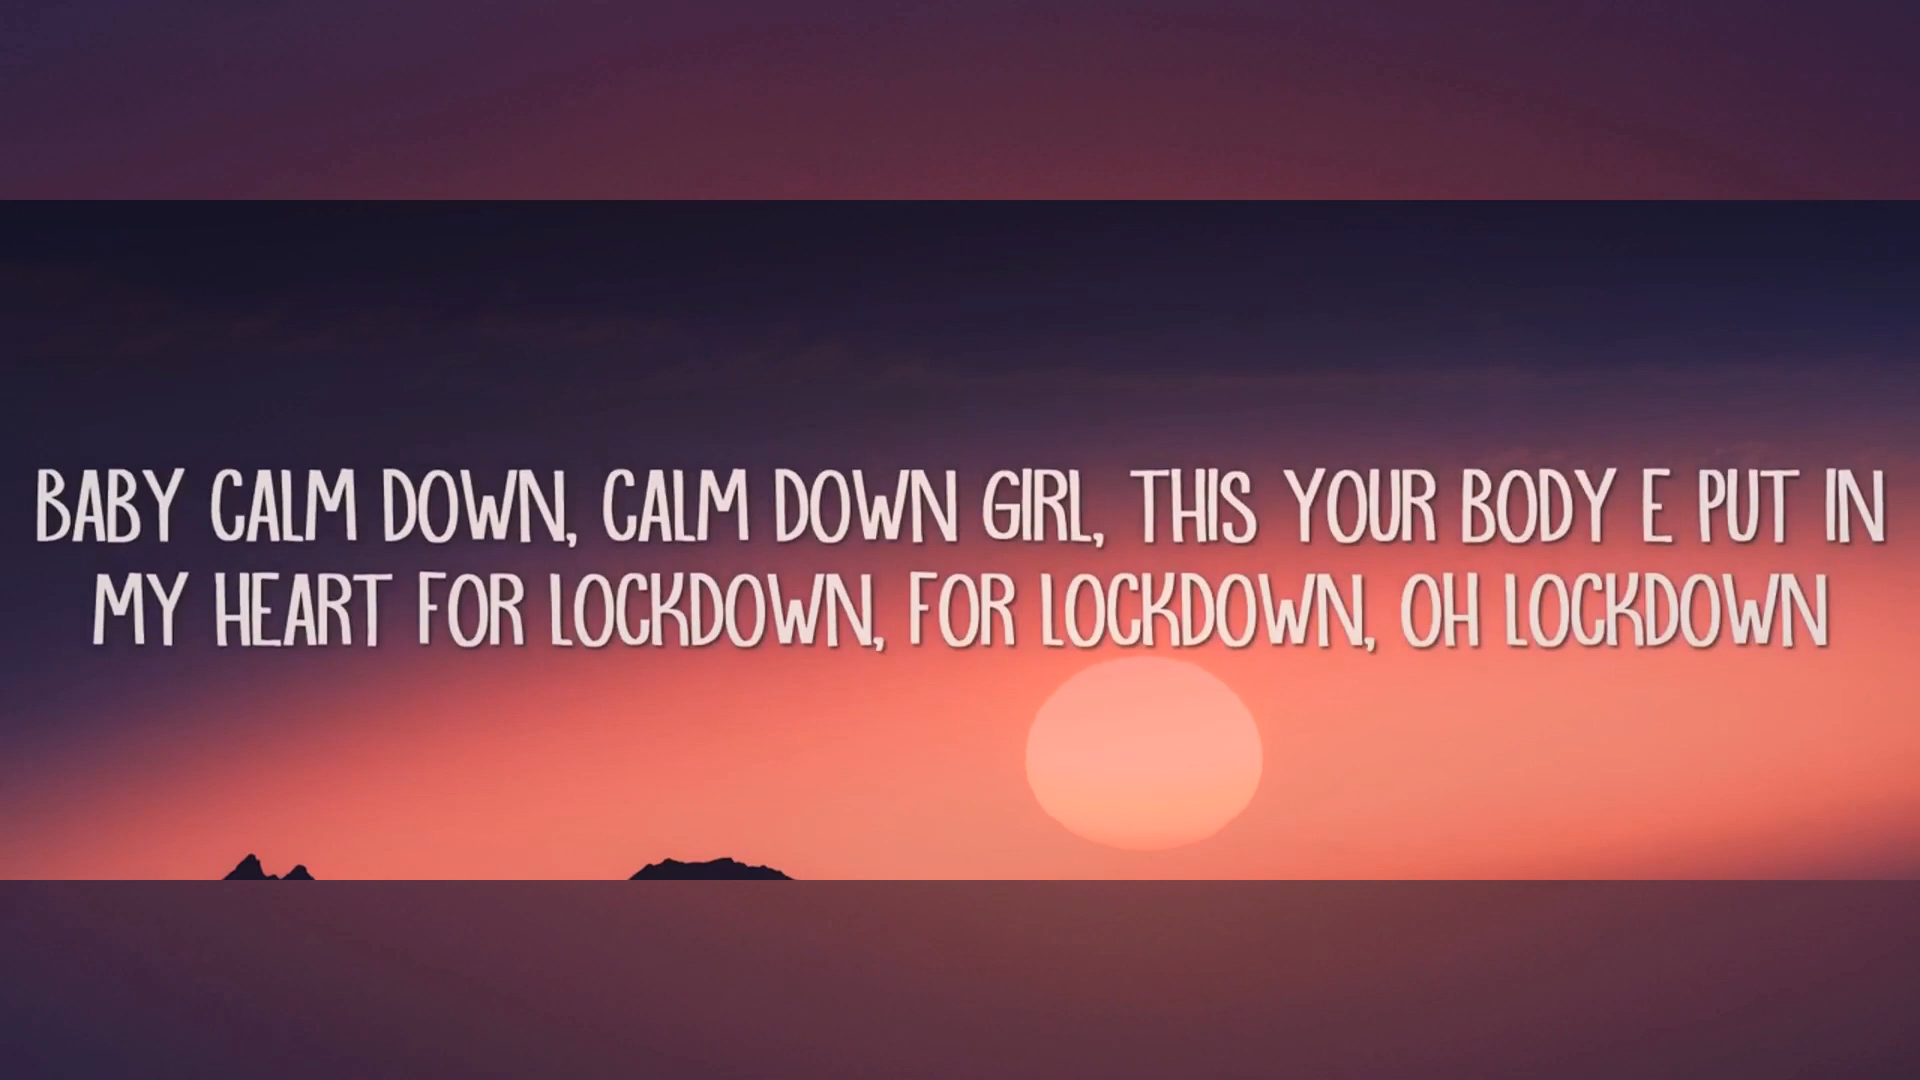 BABY CALM DOWN, CALM DOWN GIRL, THIS YOUR BODY E PUT IN
MY HEART FOR LOCKDOWN, FOR LOCKDOWN, OH LOCKDOWN